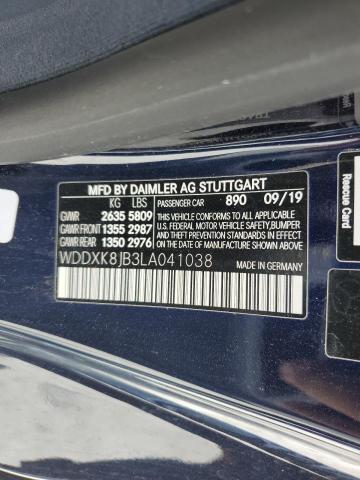 MFD BY DAIMLER AG STUTTGART
KG LBS PASSENGER CAR 890 09/19
GVWR 2635 5809
GAWR FRONT 1355 2987
GAWR REAR 1350 2976
THIS VEHICLE CONFORMS TO ALL APPLICABLE
U.S. FEDERAL MOTOR VEHICLE SAFETY, BUMPER,
AND THEFT PREVENTION STANDARDS IN EFFECT ON
THE DATE OF MANUFACTURE SHOWN ABOVE.
WDDXK8JB3LA041038 MADE IN GERMANY